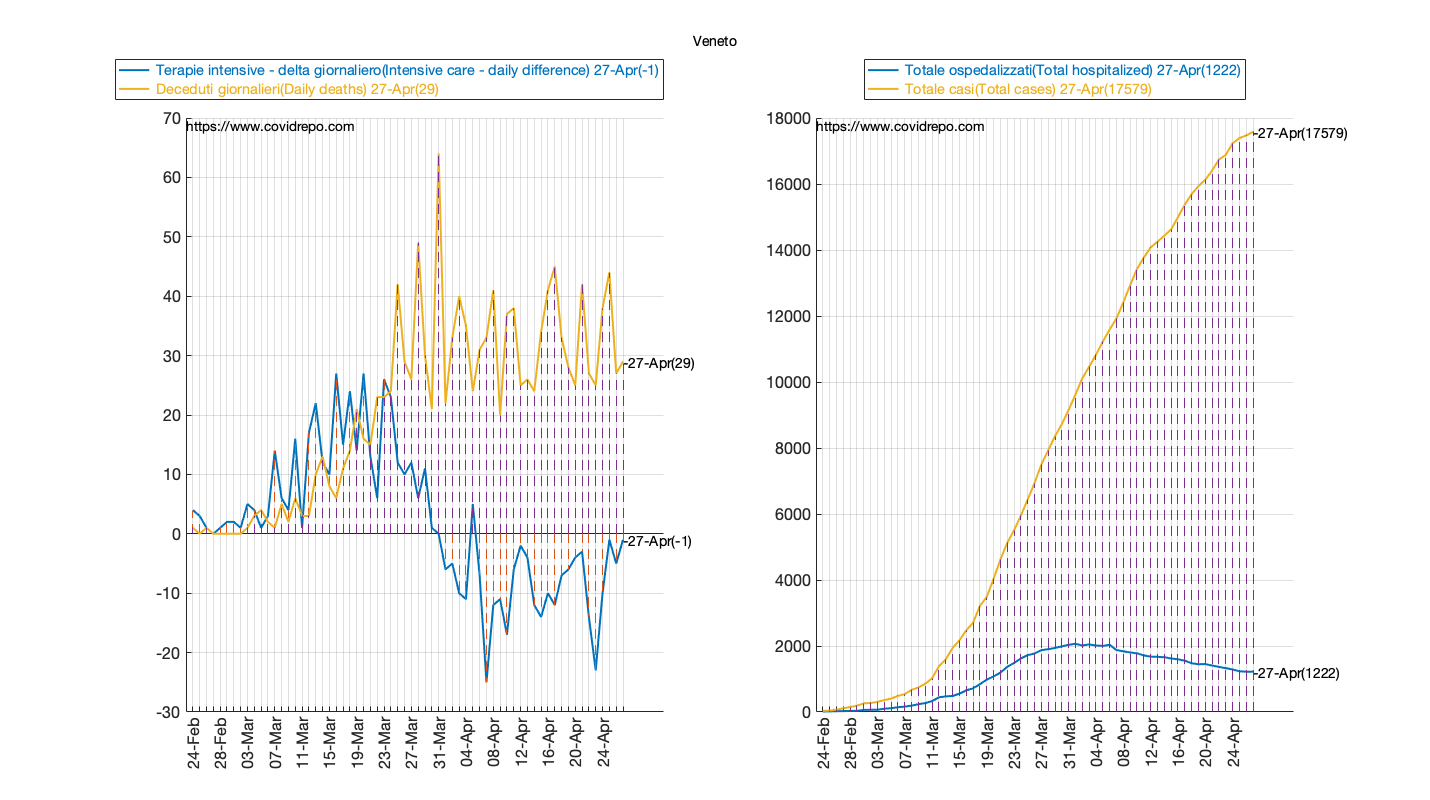 Veneto
Terapie intensive - delta giornaliero(Intensive care - daily difference) 27-Apr(-1)
Deceduti giornalieri(Daily deaths) 27-Apr(29)
70
60
50
40
30
20
10
0
-10
-20
-30
https://www.covidrepo.com
27-Apr(29)
27-Apr(-1)
24-Feb
28-Feb
03-Mar
07-Mar
11-Mar
15-Mar
19-Mar
23-Mar
27-Mar
31-Mar
04-Apr
08-Apr
12-Apr
16-Apr
20-Apr
24-Apr
Totale ospedalizzati(Total hospitalized) 27-Apr(1222)
Totale casi(Total cases) 27-Apr(17579)
18000
16000
14000
12000
10000
8000
6000
4000
2000
0
https://www.covidrepo.com
27-Apr(17579)
27-Apr(1222)
24-Feb
28-Feb
03-Mar
07-Mar
11-Mar
15-Mar
19-Mar
23-Mar
27-Mar
31-Mar
04-Apr
08-Apr
12-Apr
16-Apr
20-Apr
24-Apr